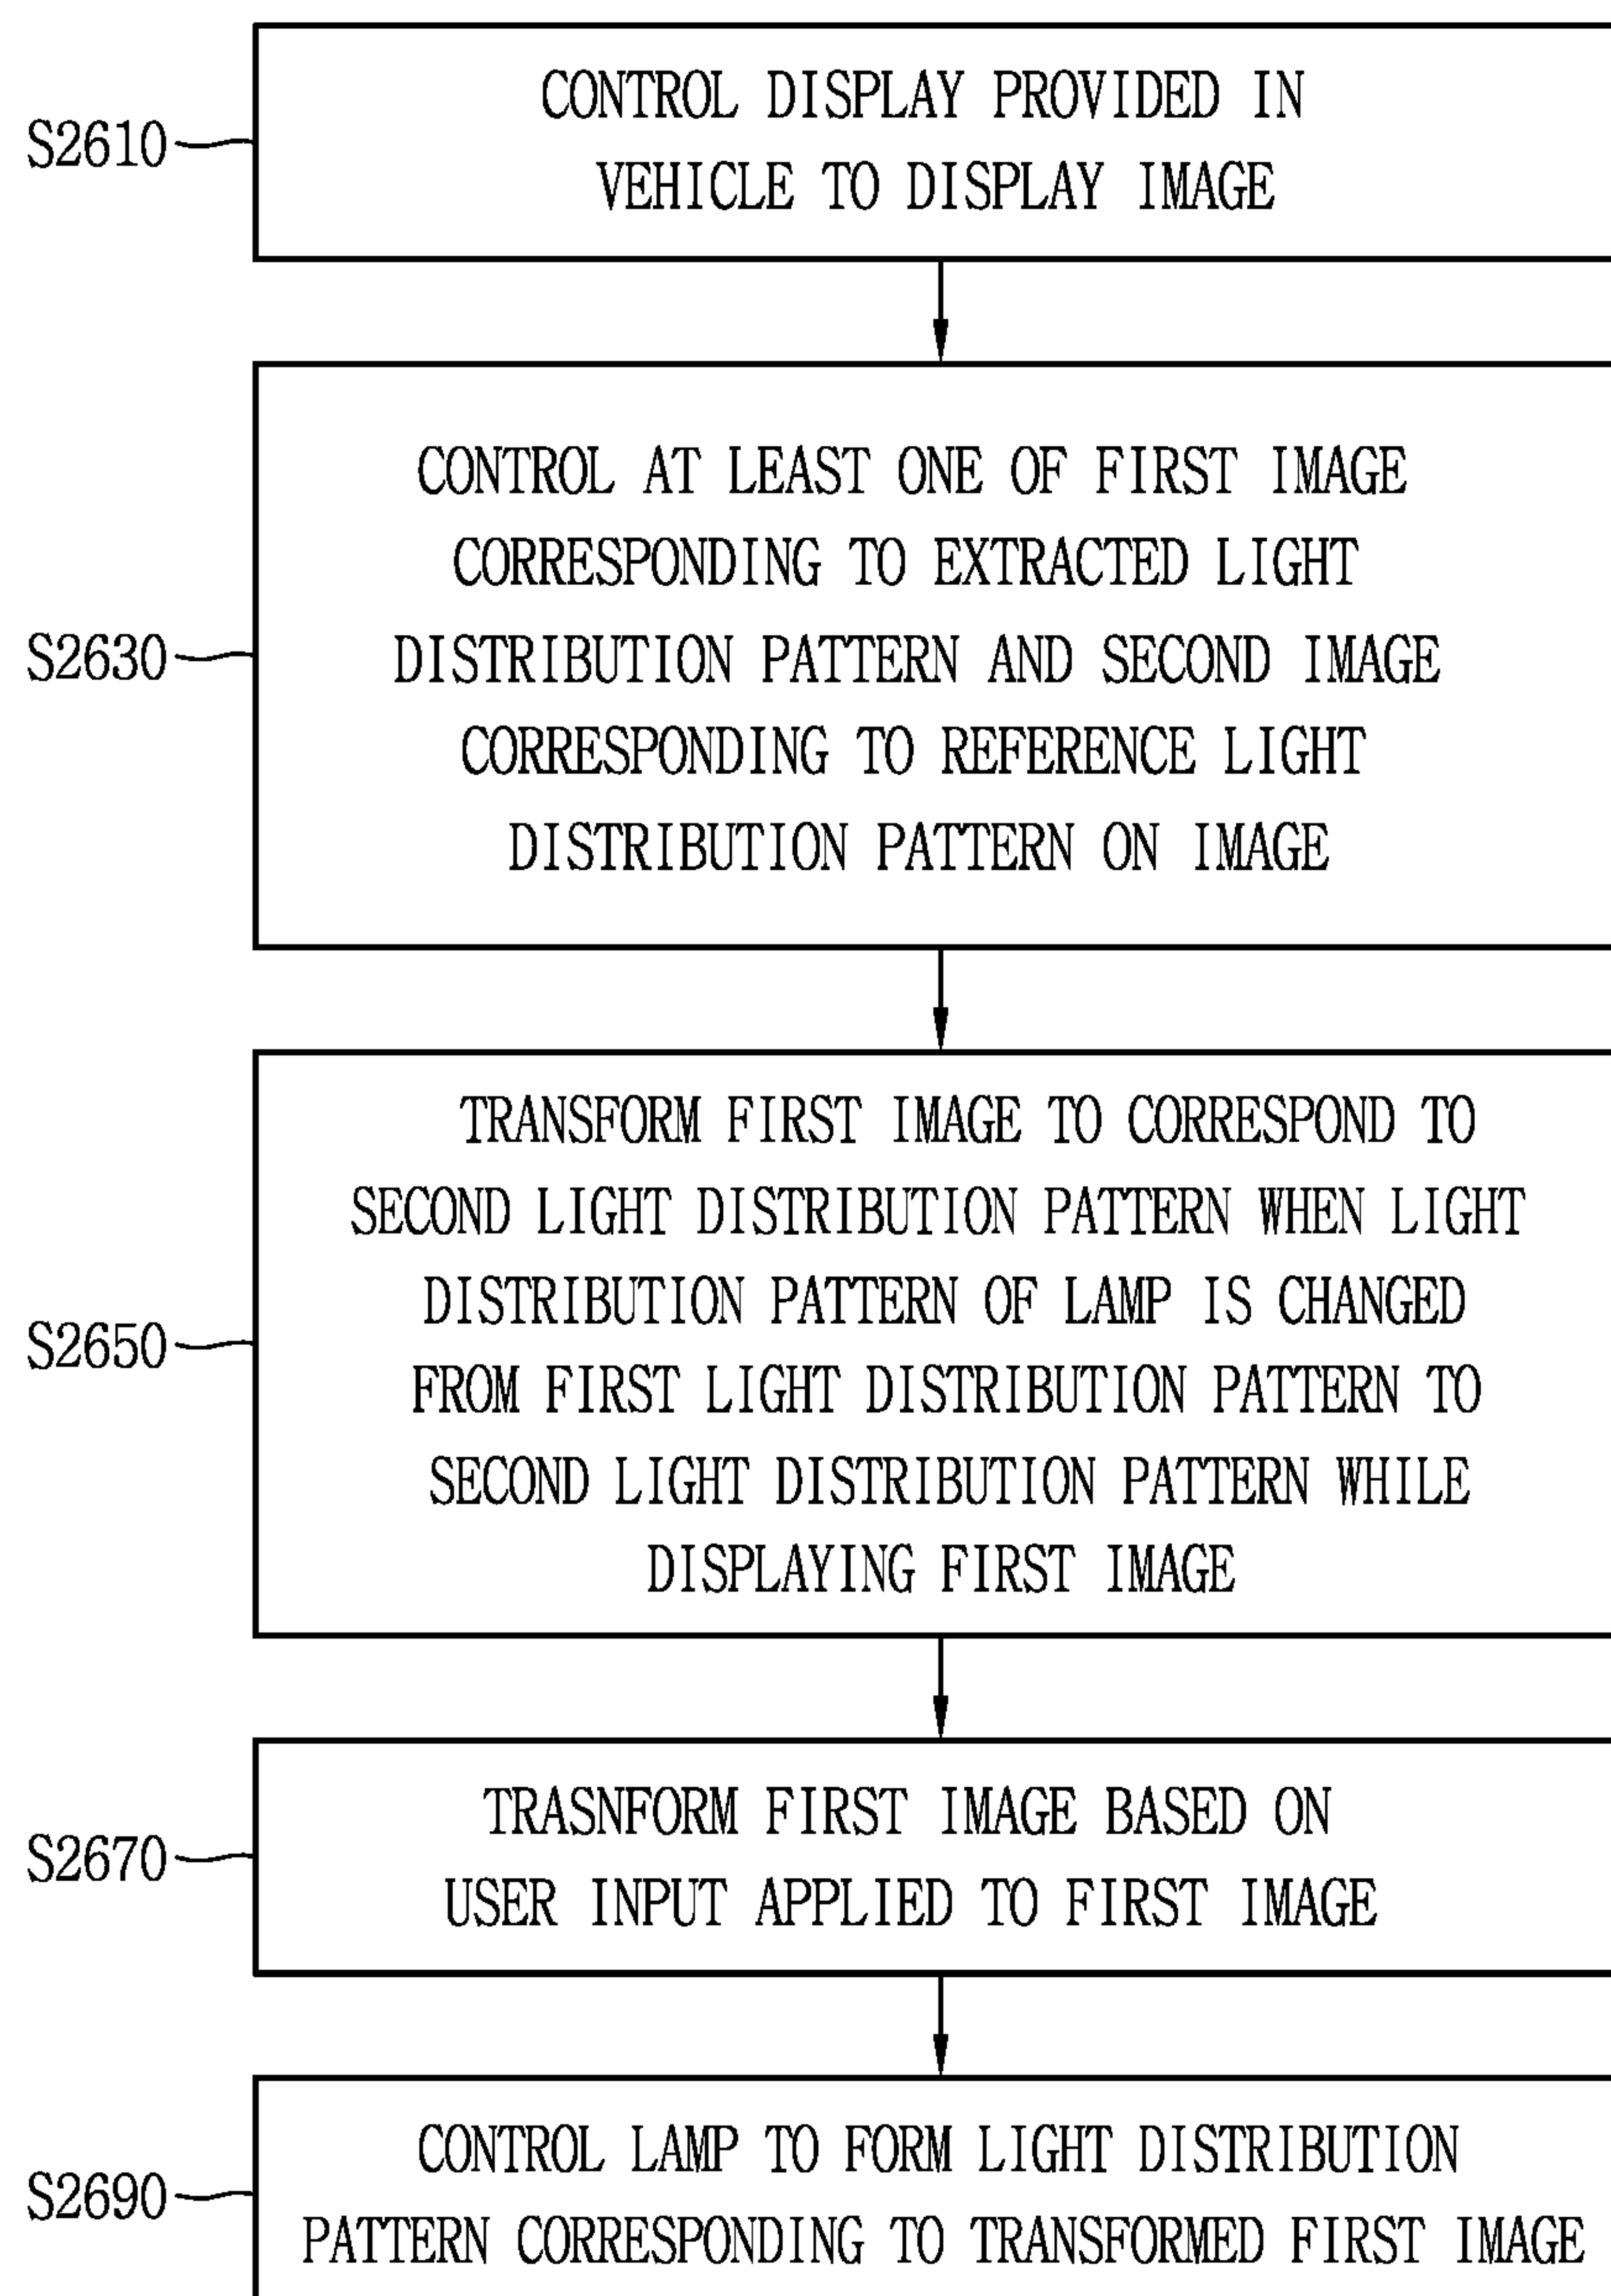 CONTROL DISPLAY PROVIDED IN
S2610
VEHICLE TO DISPLAY IMAGE
CONTROL AT LEAST ONE OF FIRST IMAGE
CORRESPONDING TO EXTRACTED LIGHT
S2630
DISTRIBUTION PATTERN AND SECOND IMAGE
CORRESPONDING TO REFERENCE LIGHT
DISTRIBUTION PATTERN ON IMAGE
TRANSFORM FIRST IMAGE TO CORRESPOND TO
SECOND LIGHT DISTRIBUTION PATTERN WHEN LIGHT
DISTRIBUTION PATTERN OF LAMP IS CHANGED
S2650
FROM FIRST LIGHT DISTRIBUTION PATTERN TO
SECOND LIGHT DISTRIBUTION PATTERN WHILE
DISPLAYING FIRST IMAGE
TRASNFORM FIRST IMAGE BASED ON
S2670
USER INPUT APPLIED TO FIRST IMAGE
CONTROL LAMP TO FORM LIGHT DISTRIBUTION
S2690
PATTERN CORRESPONDING TO TRANSFORMED FIRST IMAGE